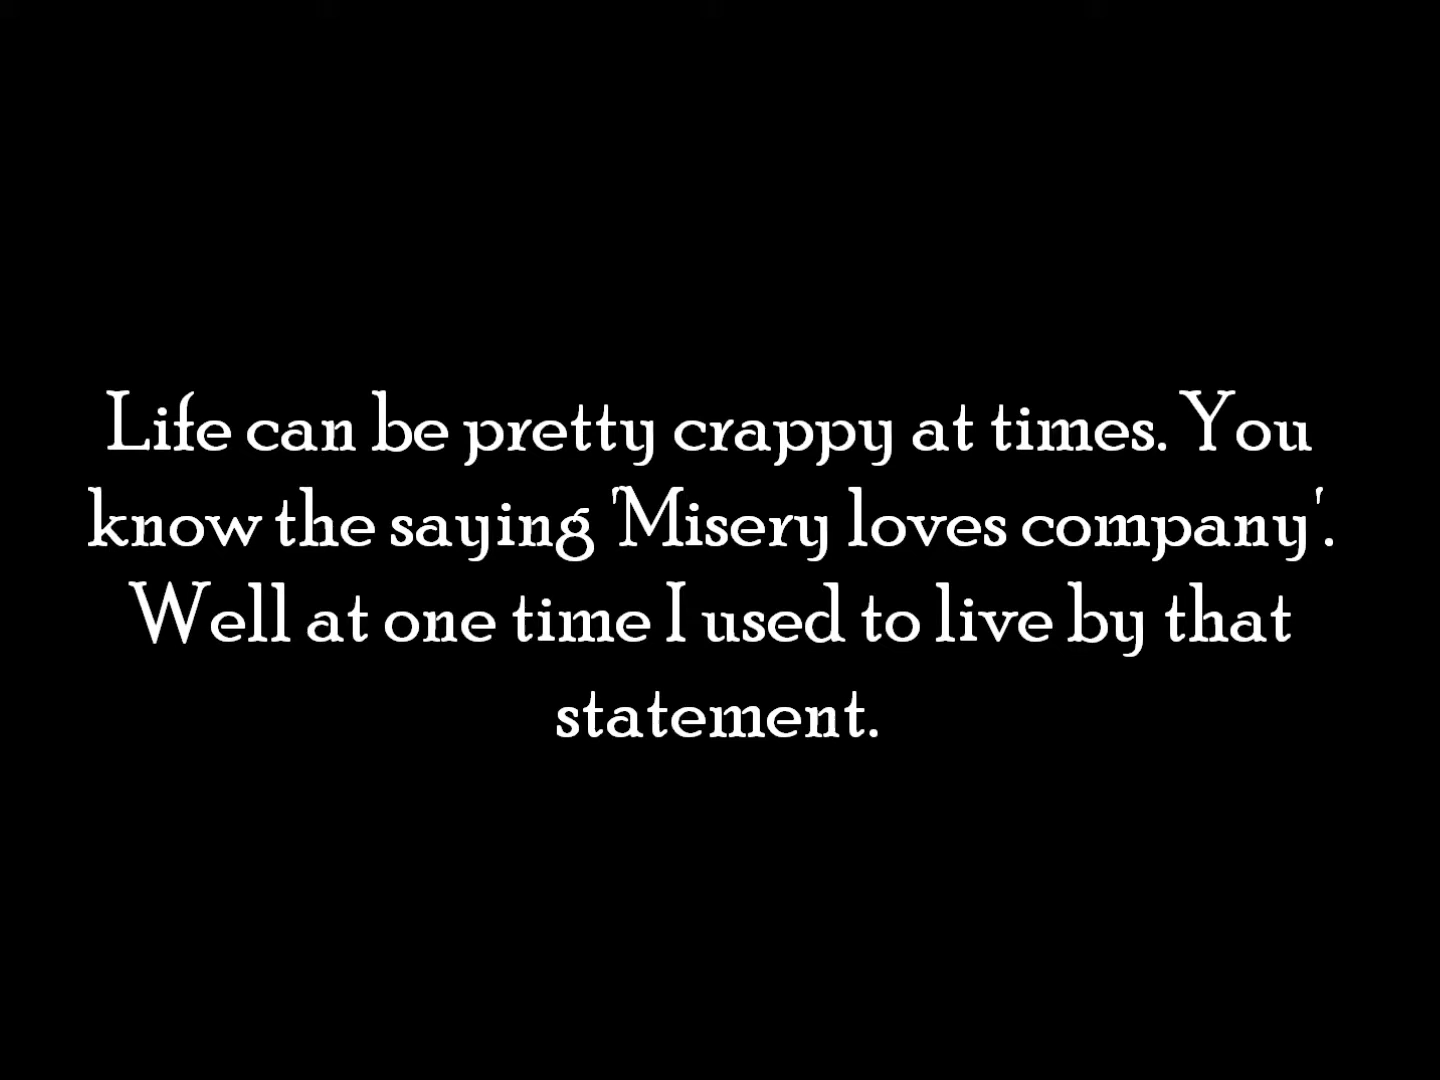 Life can be pretty crappy at times. You
know the saying 'Misery loves company'.
Well at one time I used to live by that
statement.